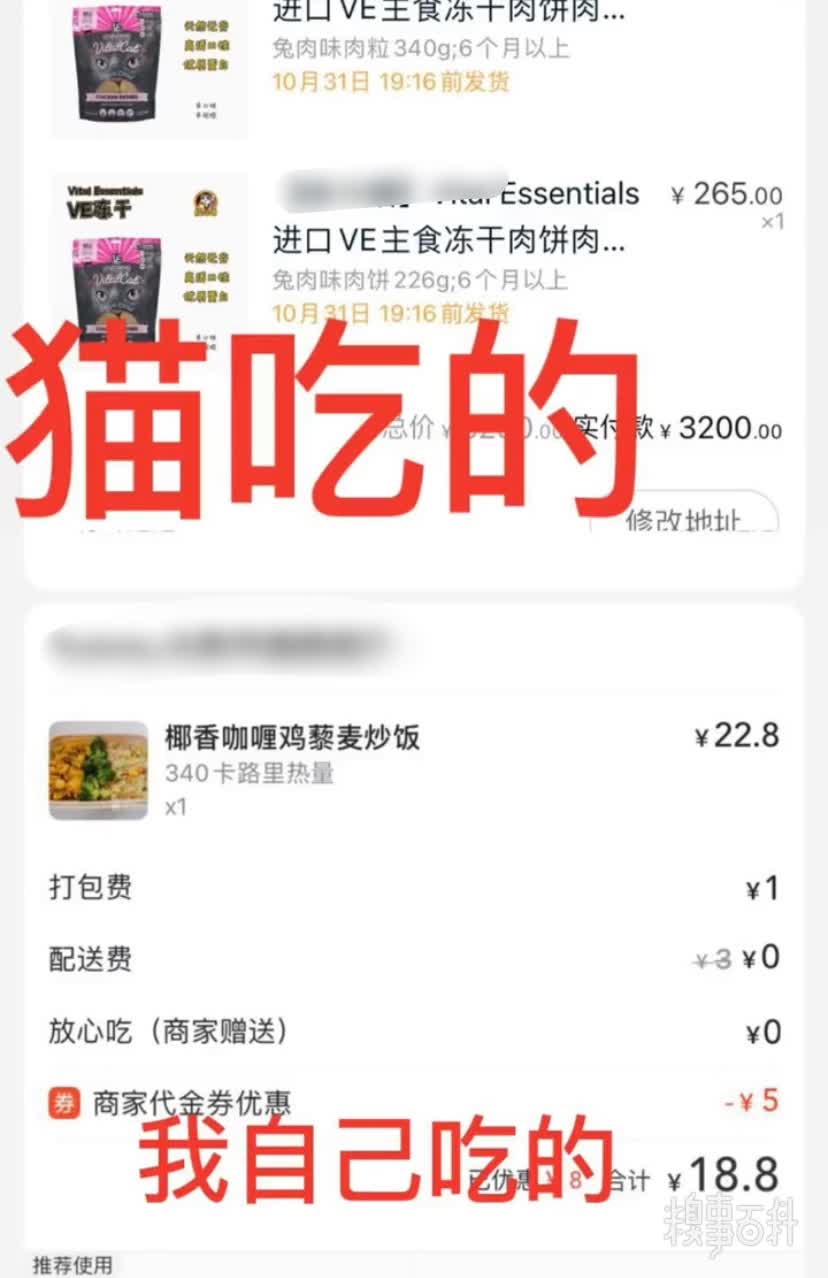 进口VE主食冻干肉饼肉...
兔肉味肉粒340g;6个月以上
10月31日 19:16前发货
VitalCat
Vital Essentials
VE冻干
Essentials ¥265.00
×1
进口VE主食冻干肉饼肉...
兔肉味肉饼226g;6个月以上
10月31日 19:16前发货
VitalCat
猫吃的
总价
实付款¥3200.00
修改地址
椰香咖喱鸡藜麦炒饭 ¥22.8
340卡路里热量
x1
打包费 ¥1
配送费 ¥3 ¥0
放心吃（商家赠送） ¥0
券 商家代金券优惠 -¥5
我自己吃的
已优惠¥8 合计 ¥18.8
糗事百科
推荐使用